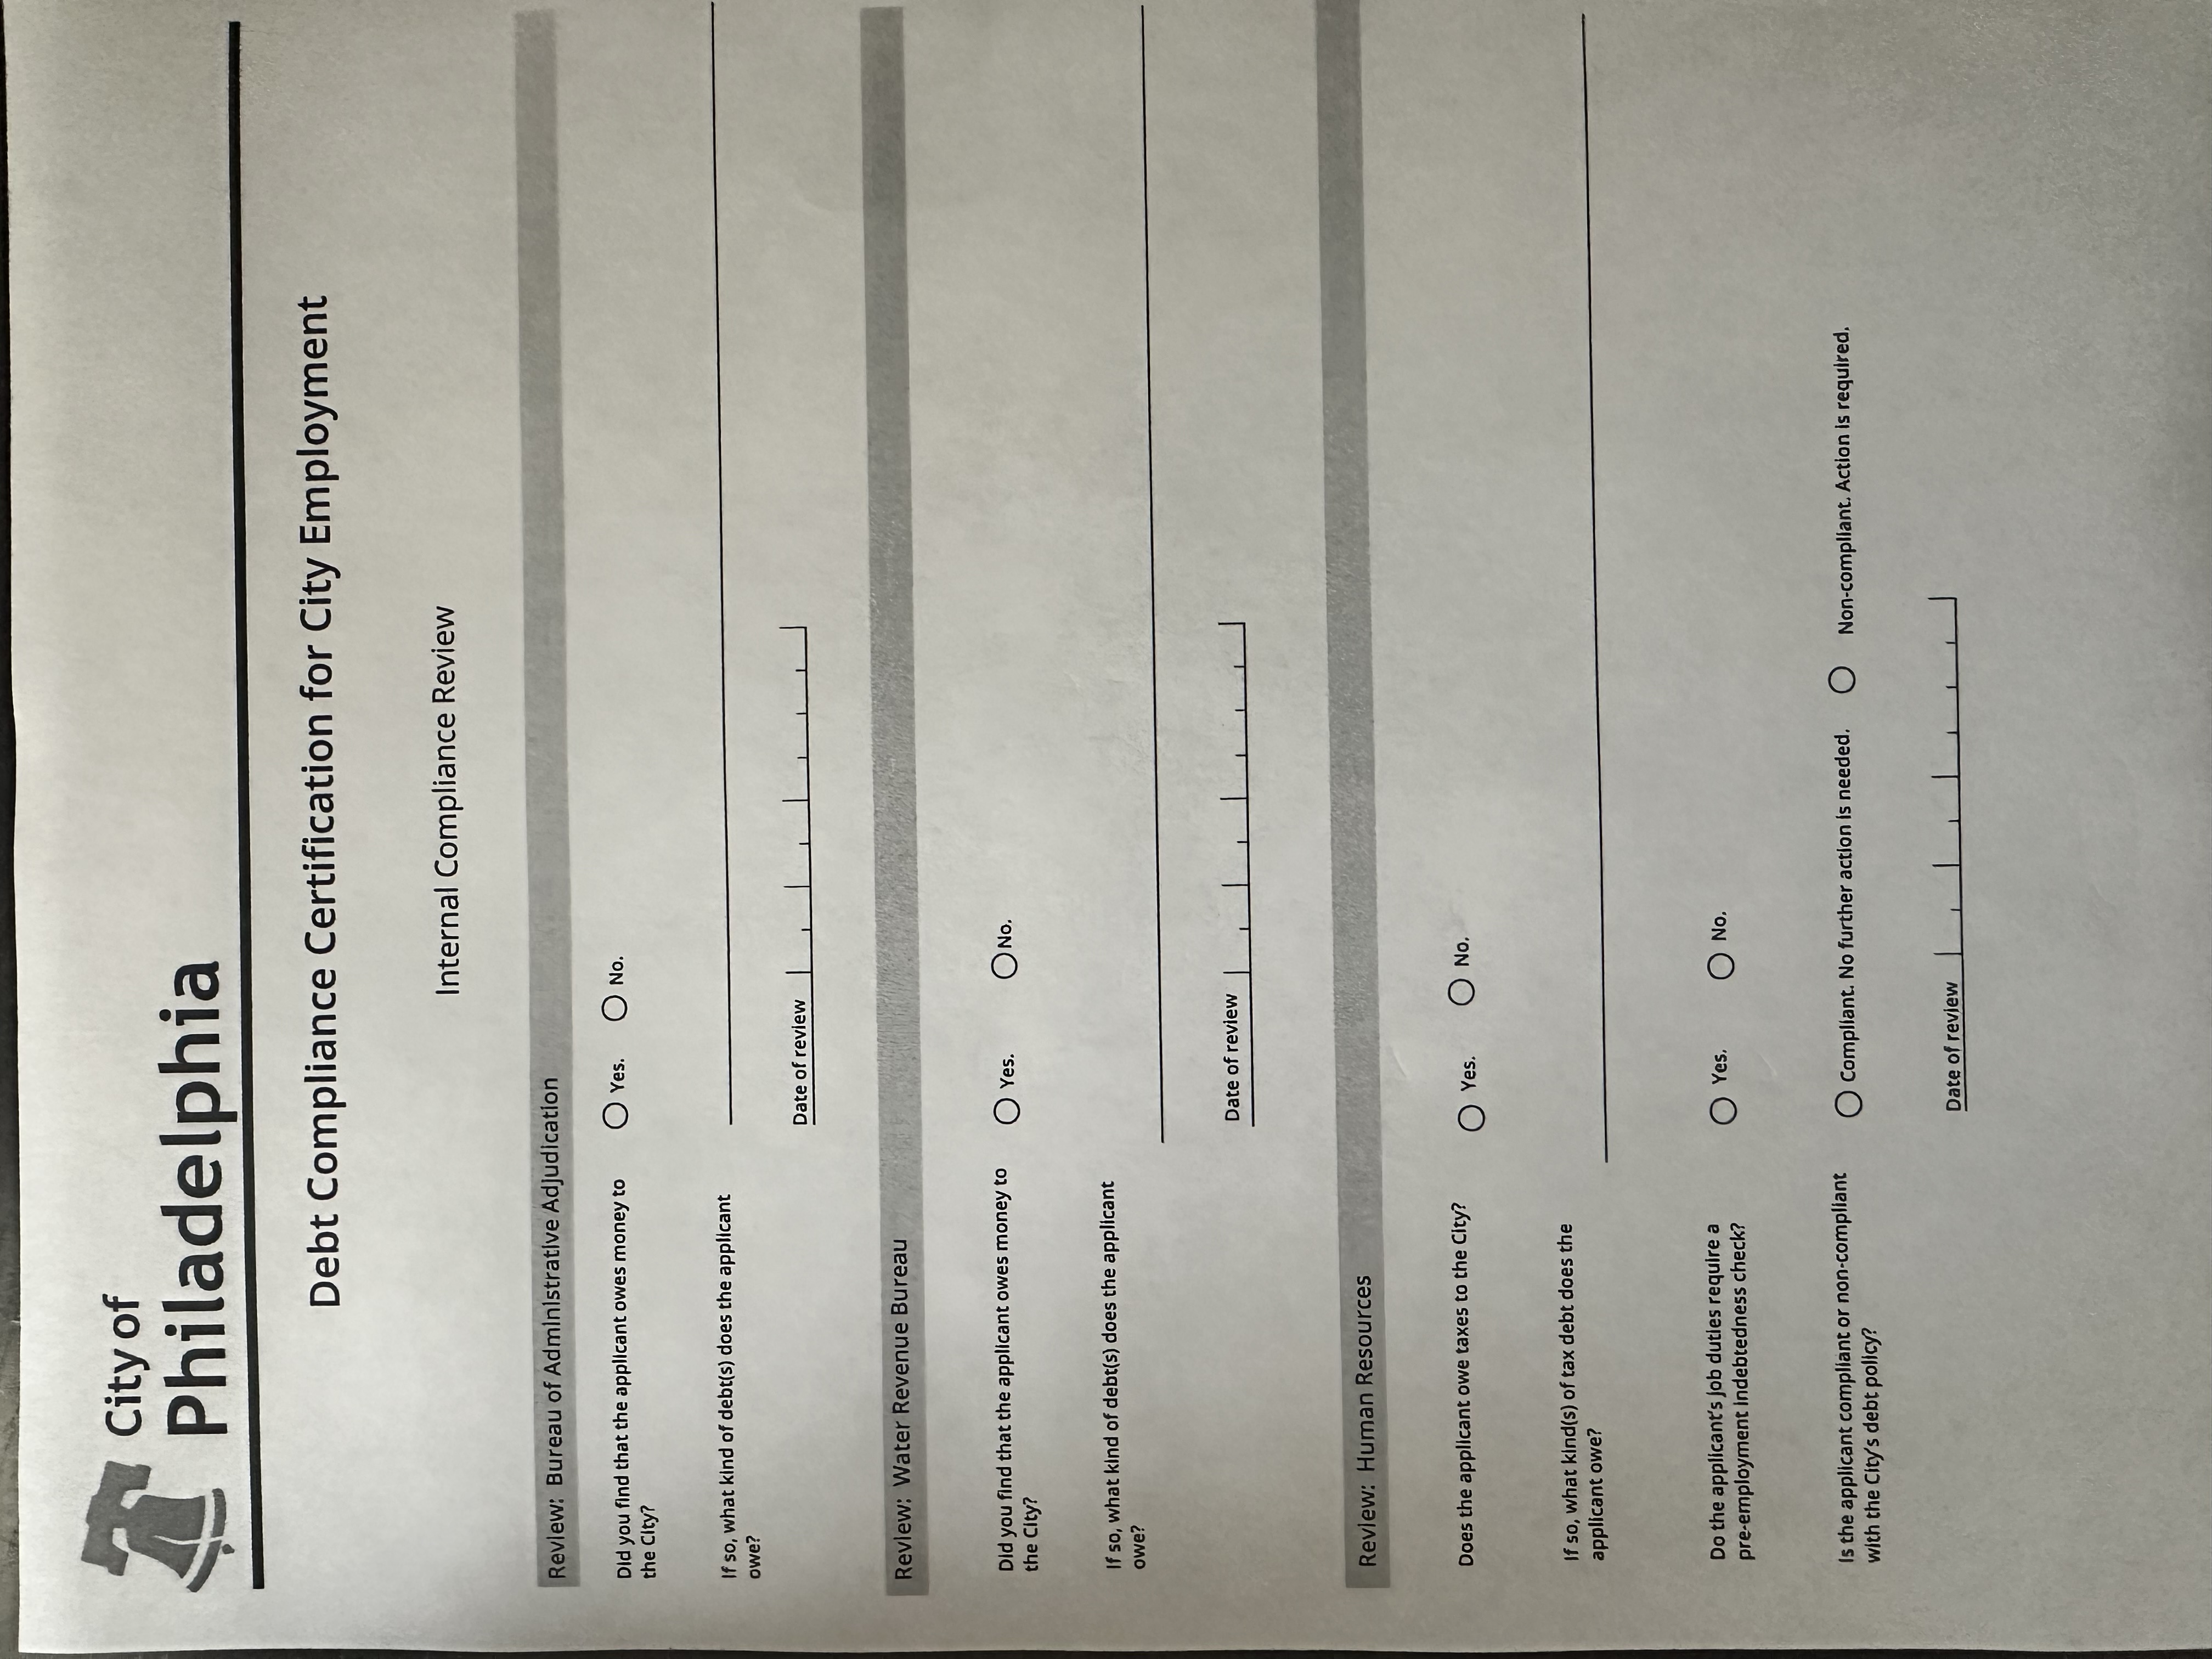 City of
Philadelphia
Debt Compliance Certification for City Employment
Internal Compliance Review
Review: Bureau of Administrative Adjudication
Did you find that the applicant owes money to
the City?
Yes. No.
If so, what kind of debt(s) does the applicant
owe?
Date of review
Review: Water Revenue Bureau
Did you find that the applicant owes money to
the City?
Yes. No.
If so, what kind of debt(s) does the applicant
owe?
Date of review
Review: Human Resources
Does the applicant owe taxes to the City?
Yes. No.
If so, what kind(s) of tax debt does the
applicant owe?
Do the applicant's job duties require a
pre-employment indebtedness check?
Yes. No.
Is the applicant compliant or non-compliant
with the City's debt policy?
Compliant. No further action is needed. Non-compliant. Action is required.
Date of review